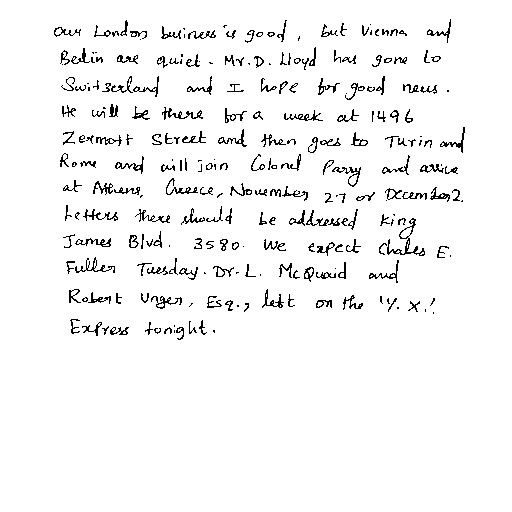 Our London business is good, but Vienna and
Berlin are quiet. Mr. D. Lloyd has gone to
Switzerland and I hope for good news.
He will be there for a week at 1496
Zermott Street and then goes to Turin and
Rome and will join Colonel Parry and arrive
at Athens, Greece, November 27 or December 2.
Letters there should be addressed King
James Blvd. 3580. We expect Chales E.
Fuller Tuesday. Dr. L. McQuaid and
Robert Unger, Esq., left on the 'Y. X.'
Express tonight.